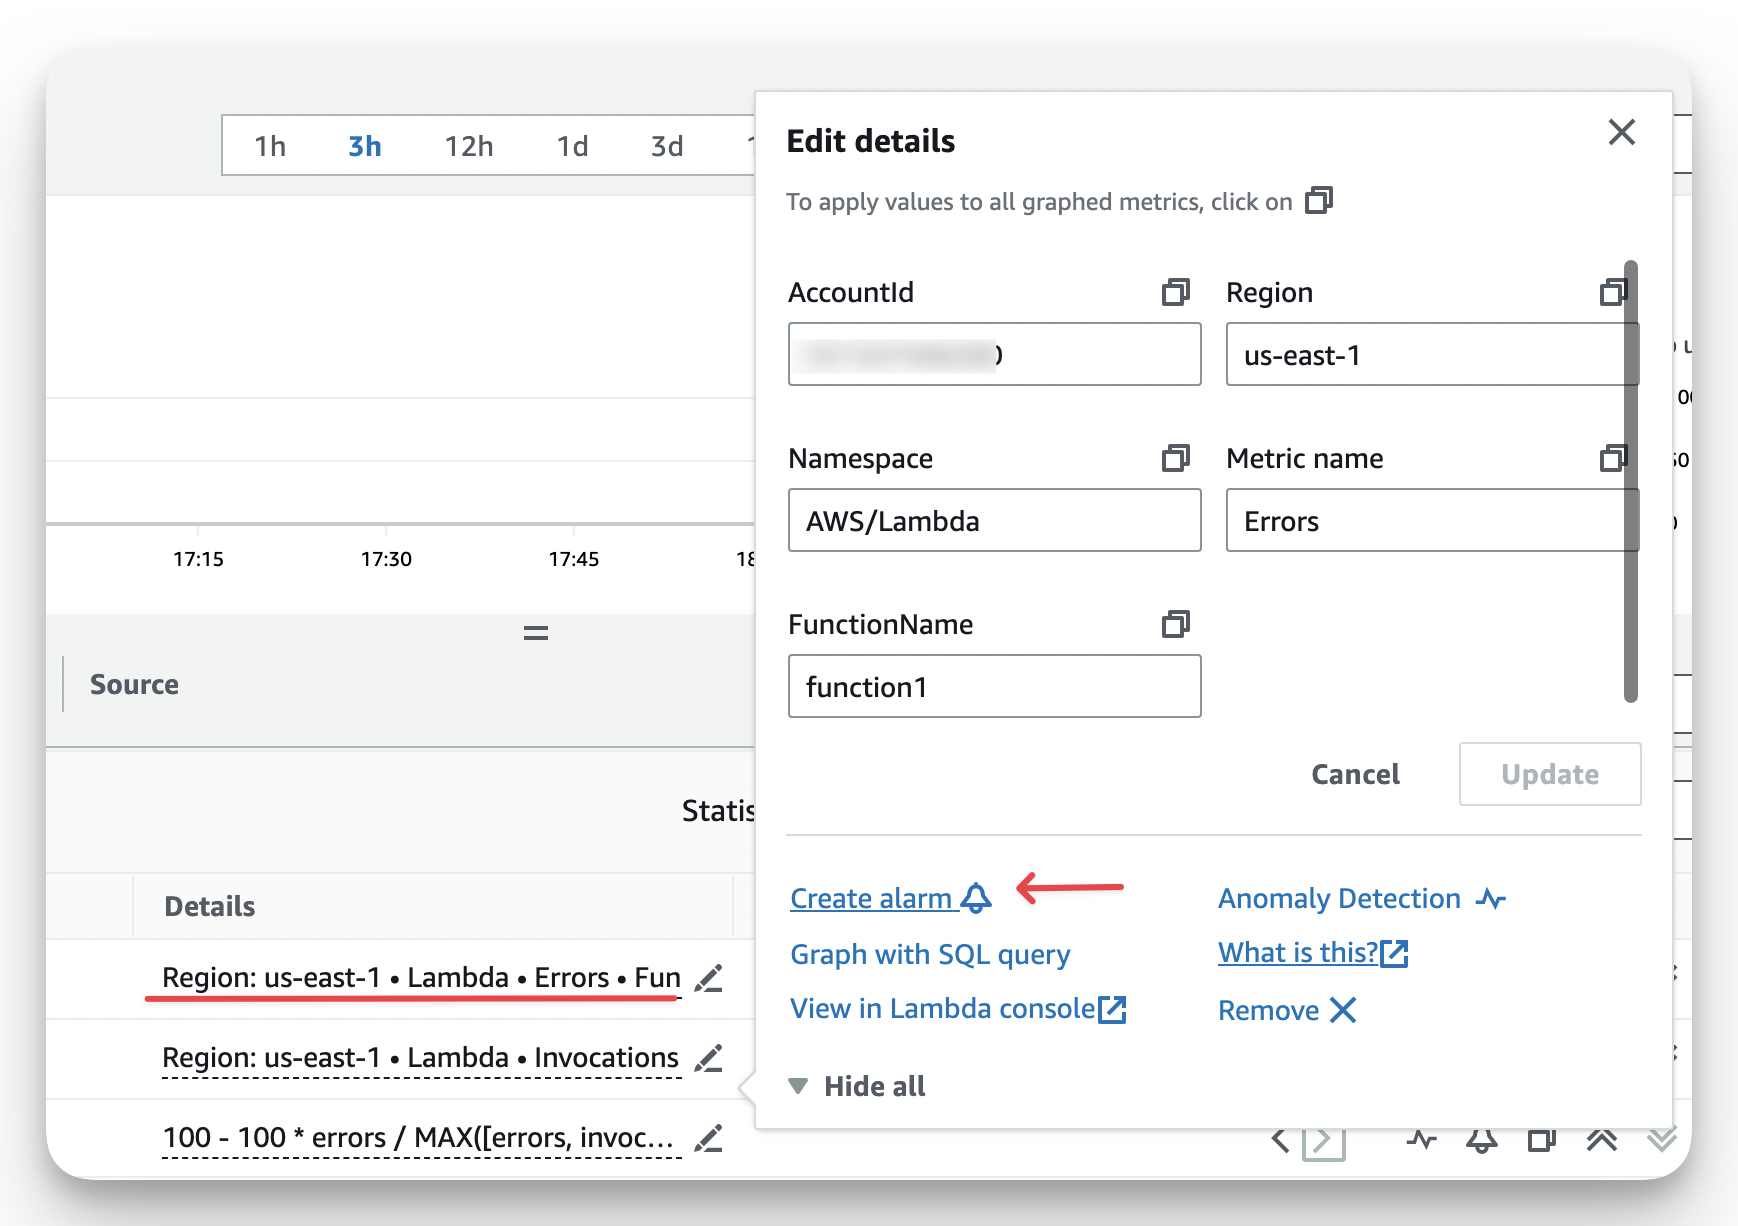 1h 3h 12h 1d 3d
Edit details
To apply values to all graphed metrics, click on
AccountId
Region
us-east-1
Namespace
Metric name
AWS/Lambda
Errors
FunctionName
function1
Cancel
Update
Create alarm
Anomaly Detection
Graph with SQL query
What is this?
View in Lambda console
Remove
Hide all
17:15 17:30 17:45
Source
Statis
Details
Region: us-east-1 • Lambda • Errors • Fun
Region: us-east-1 • Lambda • Invocations
100 - 100 * errors / MAX([errors, invoc...